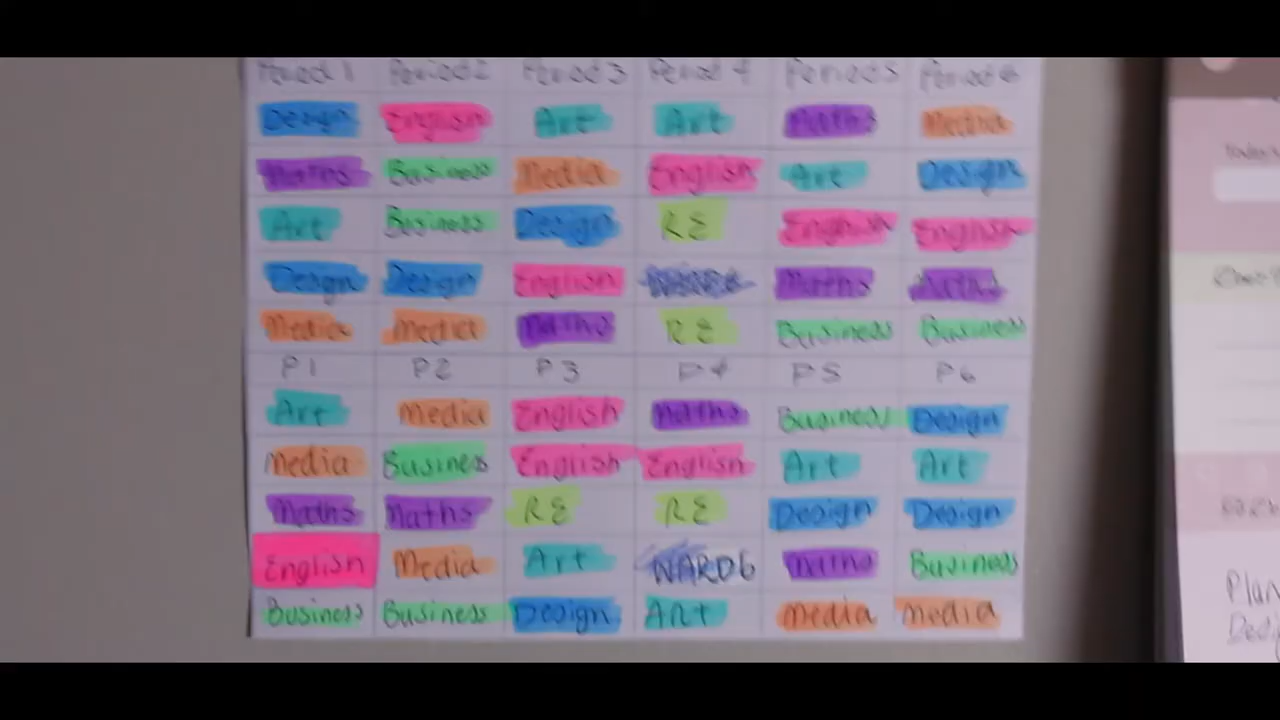 Period 1 Period 2 Period 3 Period 4 Period 5 Period 6
Design English Art Art Maths Media
Maths Business Media English Art Design
Art Business Design RE English English
Design Design English Maths Maths
Media Media Maths RE Business Business
P1 P2 P3 P4 P5 P6
Art Media English Maths Business Design
Media Busines English English Art Art
Maths Maths RE RE Design Design
English Media Art WARD6 Maths Business
Business Business Design Art Media Media
Plan